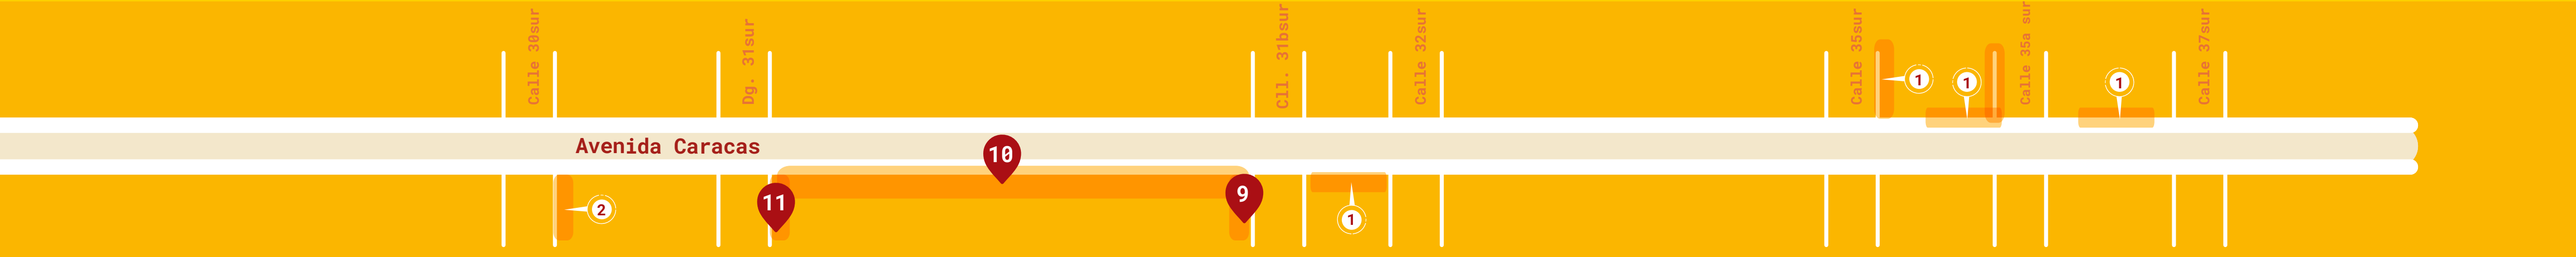 Calle 30sur
Dg. 31sur
Cll. 31bsur
Calle 32sur
Calle 35sur
Calle 35a sur
Calle 37sur
1
1
1
Avenida Caracas
10
11
9
2
1